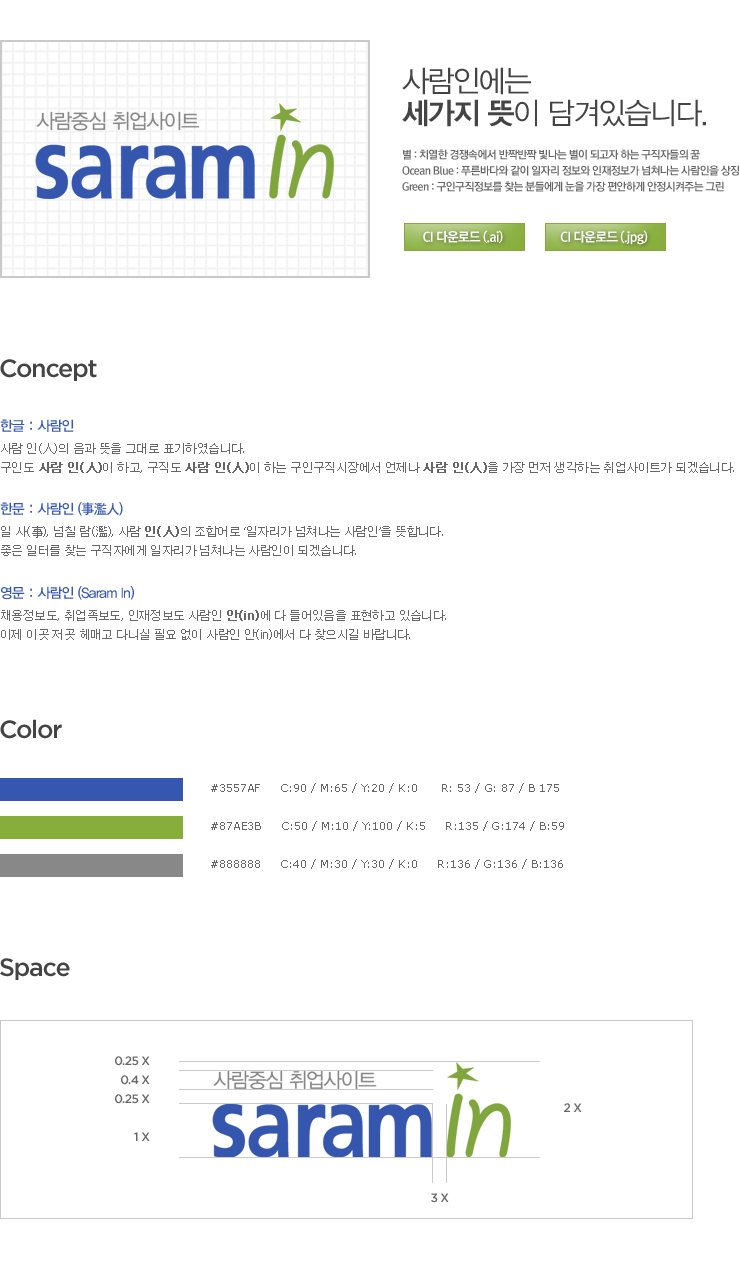 사람중심 취업사이트
saram in
사람인에는
세가지 뜻이 담겨있습니다.
별 : 치열한 경쟁속에서 반짝반짝 빛나는 별이 되고자 하는 구직자들의 꿈
Ocean Blue : 푸른바다와 같이 일자리 정보와 인재정보가 넘쳐나는 사람인을 상징
Green : 구인구직정보를 찾는 분들에게 눈을 가장 편안하게 안정시켜주는 그린
CI 다운로드 (.ai)
CI 다운로드 (.jpg)
Concept
한글 : 사람인
사람 인(人)의 음과 뜻을 그대로 표기하였습니다.
구인도 사람 인(人)이 하고, 구직도 사람 인(人)이 하는 구인구직시장에서 언제나 사람 인(人)을 가장 먼저 생각하는 취업사이트가 되겠습니다.
한문 : 사람인 (事濫人)
일 사(事), 넘칠 람(濫), 사람 인(人)의 조합어로 '일자리가 넘쳐나는 사람인'을 뜻합니다.
좋은 일터를 찾는 구직자에게 일자리가 넘쳐나는 사람인이 되겠습니다.
영문 : 사람인 (Saram In)
채용정보도, 취업족보도, 인재정보도 사람인 안(in)에 다 들어있음을 표현하고 있습니다.
이제 이곳 저곳 헤매고 다니실 필요 없이 사람인 안(in)에서 다 찾으시길 바랍니다.
Color
#3557AF C:90 / M:65 / Y:20 / K:0 R: 53 / G: 87 / B 175
#87AE3B C:50 / M:10 / Y:100 / K:5 R:135 / G:174 / B:59
#888888 C:40 / M:30 / Y:30 / K:0 R:136 / G:136 / B:136
Space
0.25 X
0.4 X
0.25 X
1 X
사람중심 취업사이트
saram in
2 X
3 X